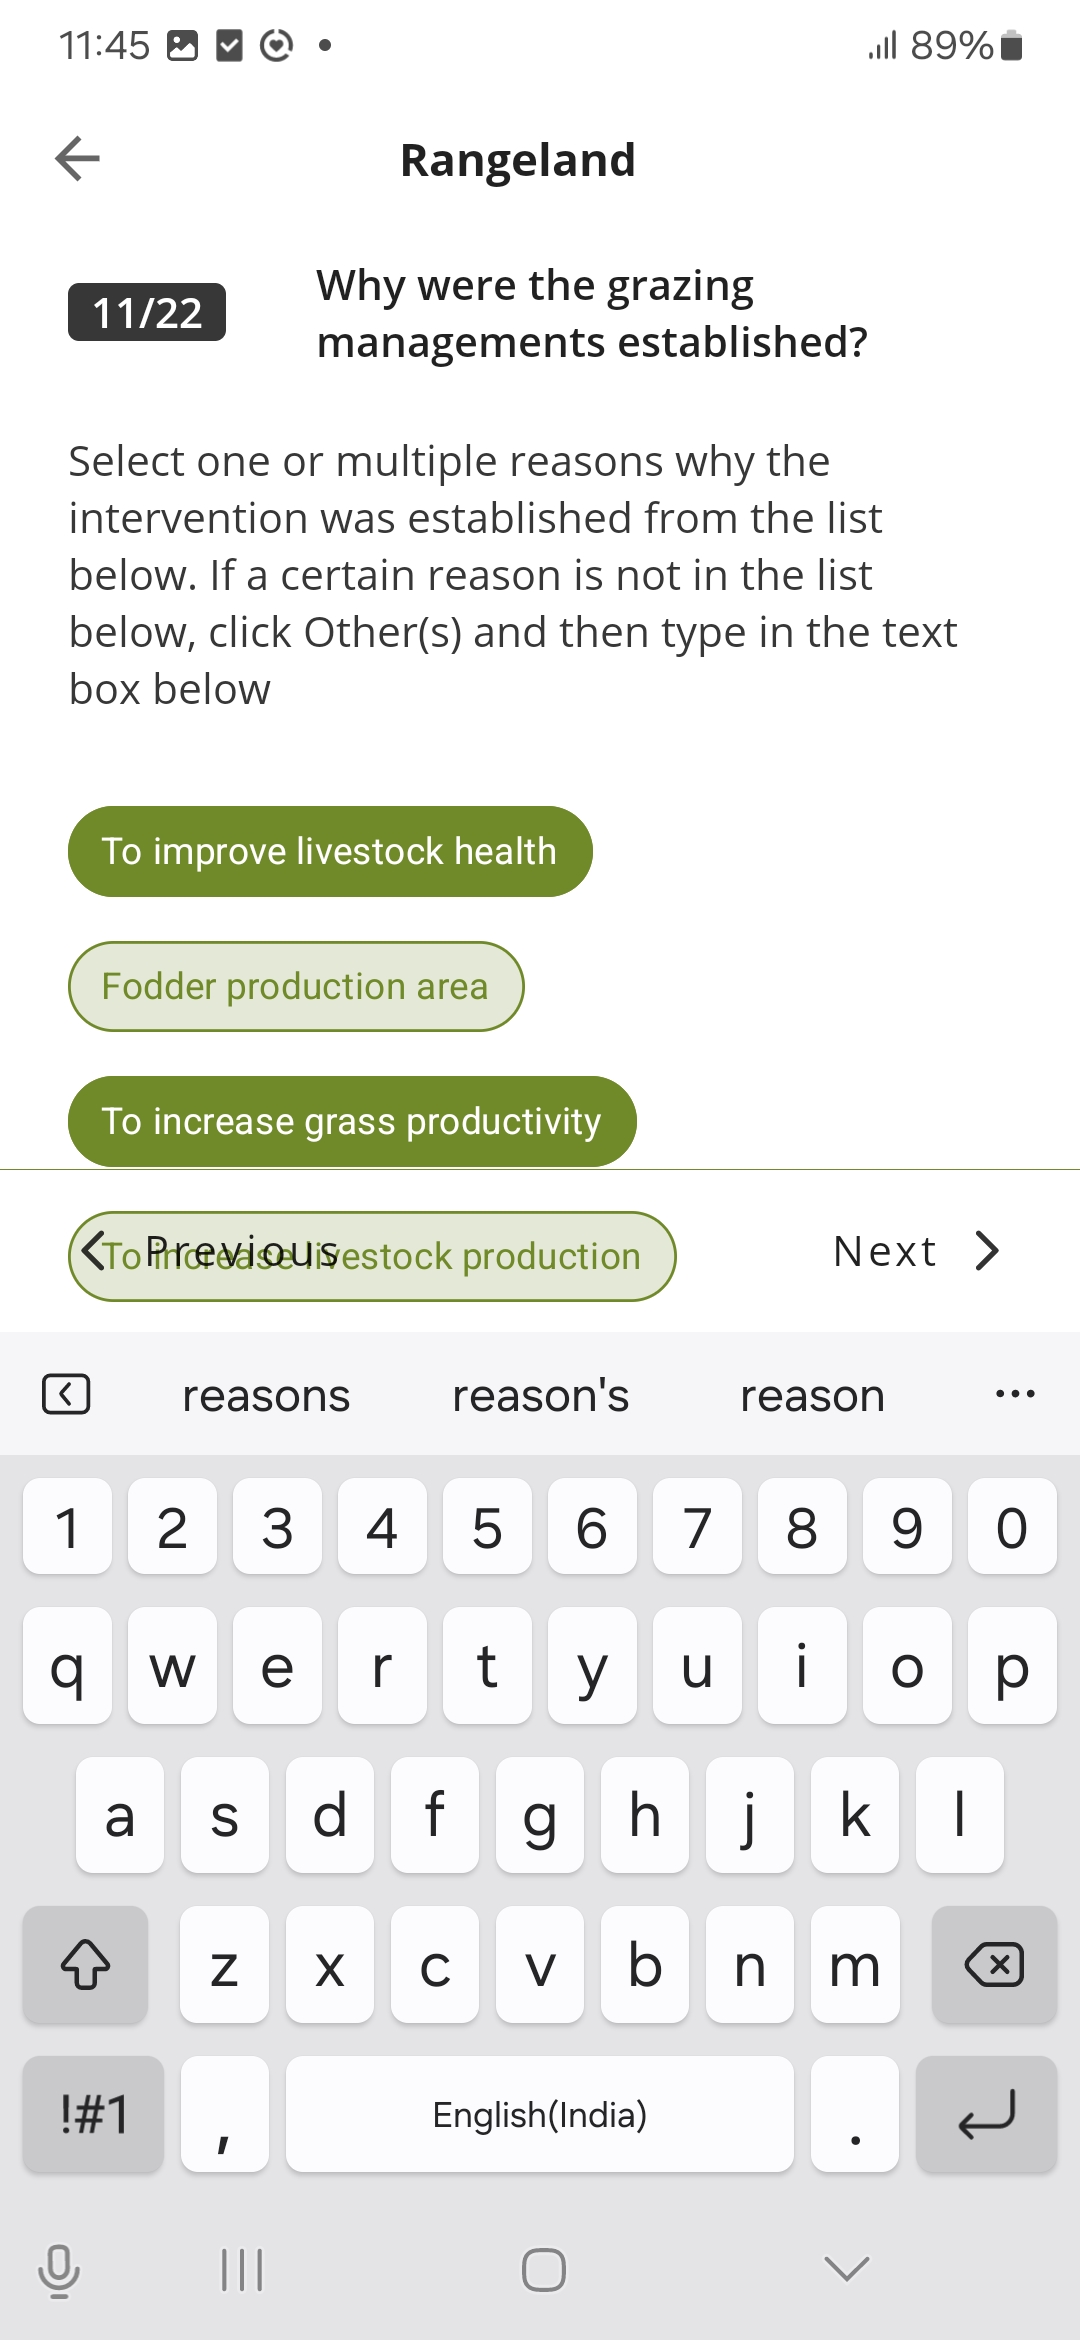 11:45
89%
Rangeland
11/22
Why were the grazing
managements established?
Select one or multiple reasons why the
intervention was established from the list
below. If a certain reason is not in the list
below, click Other(s) and then type in the text
box below
To improve livestock health
Fodder production area
To increase grass productivity
To increase livestock production
Previous
Next
reasons reason's reason
1 2 3 4 5 6 7 8 9 0
q w e r t y u i o p
a s d f g h j k l
z x c v b n m
!#1 , English(India) .